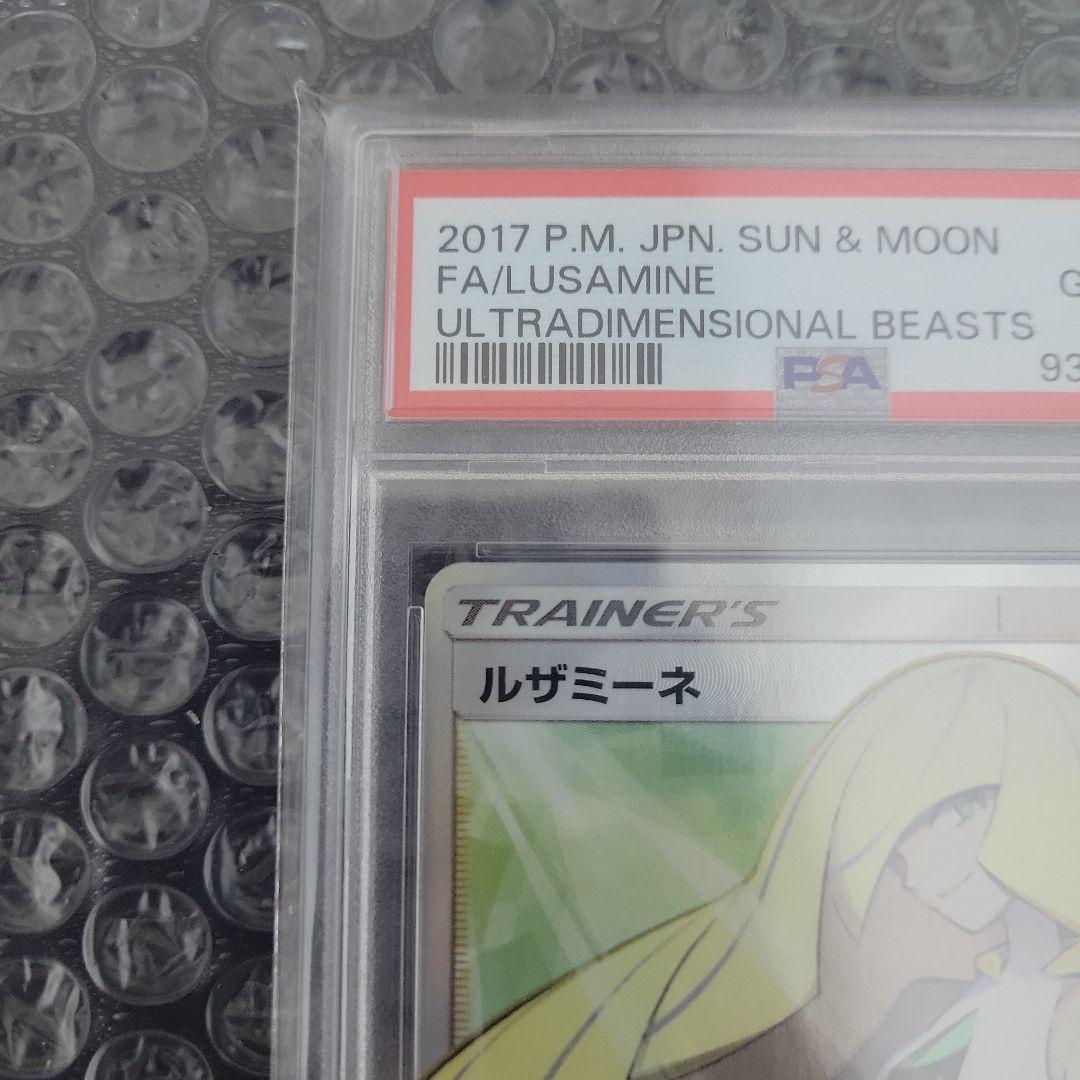 2017 P.M. JPN. SUN & MOON
FA/LUSAMINE
ULTRADIMENSIONAL BEASTS
PSA
TRAINER'S
ルザミーネ